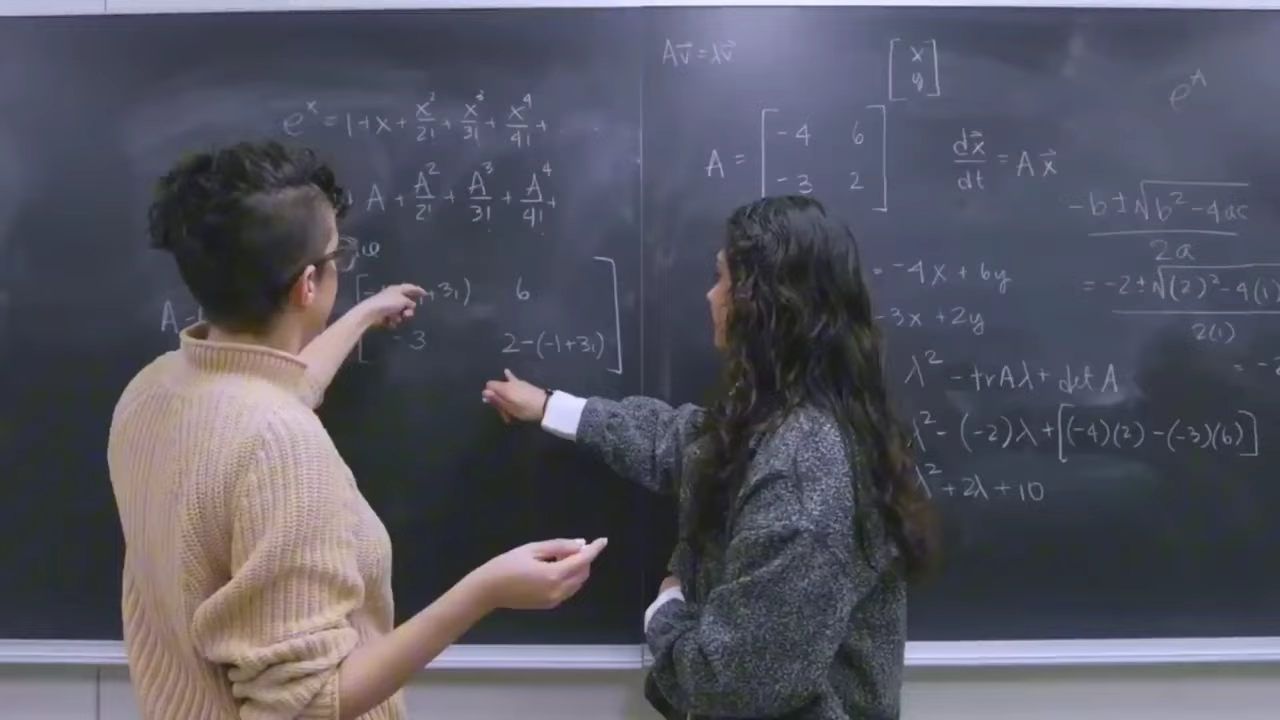 e^x = 1 + x + x²/2! + x³/3! + x⁴/4! + ...
A + A²/2! + A³/3! + A⁴/4! +
A-
+3i) 6
-3 2-(-1+3i)
Av⃗ = λv⃗
[x
y]
e^A
A = [-4 6
-3 2]
dx⃗/dt = Ax⃗
-b±√b²-4ac
2a
= -4x + 6y
-3x + 2y
= -2±√(2)²-4(1)
2(1)
λ² - trAλ + detA
= -
λ² - (-2)λ + [(-4)(2) - (-3)(6)]
λ² + 2λ + 10